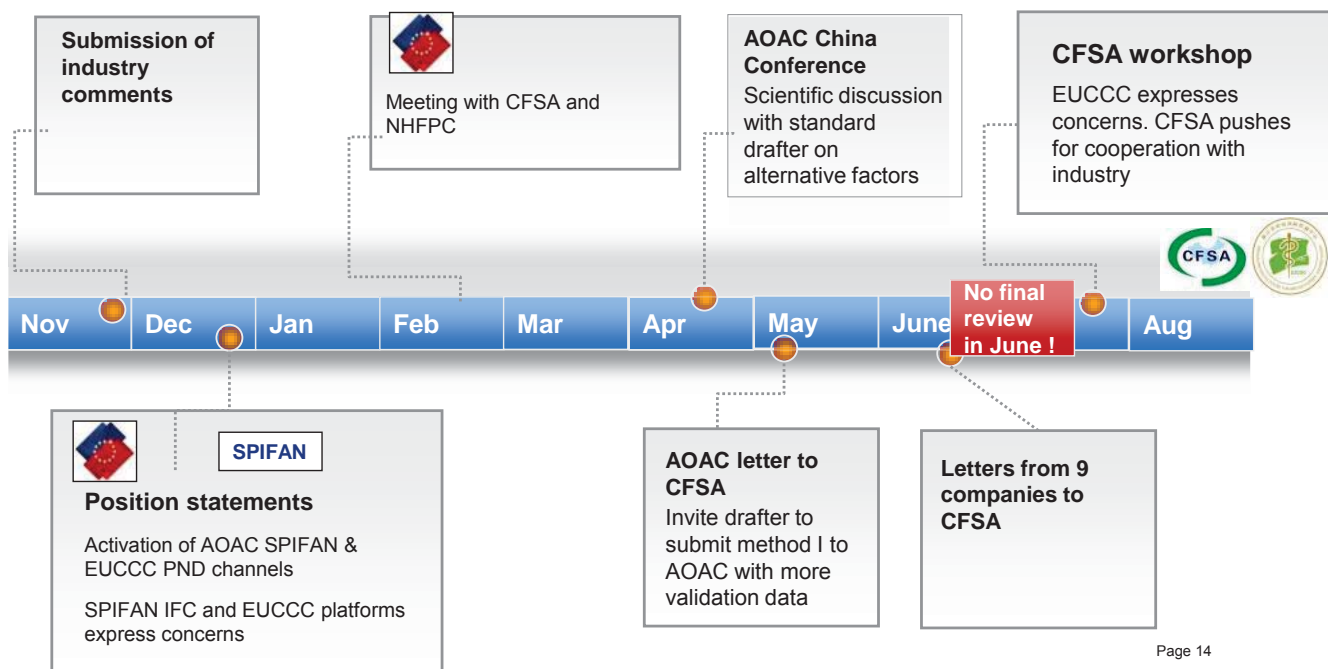 Submission of
industry
comments
Meeting with CFSA and
NHFPC
AOAC China
Conference
Scientific discussion
with standard
drafter on
alternative factors
CFSA workshop
EUCCC expresses
concerns. CFSA pushes
for cooperation with
industry
CFSA
Nov
Dec
Jan
Feb
Mar
Apr
May
June
No final
review
in June !
Aug
SPIFAN
Position statements
Activation of AOAC SPIFAN &
EUCCC PND channels
SPIFAN IFC and EUCCC platforms
express concerns
AOAC letter to
CFSA
Invite drafter to
submit method I to
AOAC with more
validation data
Letters from 9
companies to
CFSA
Page 14